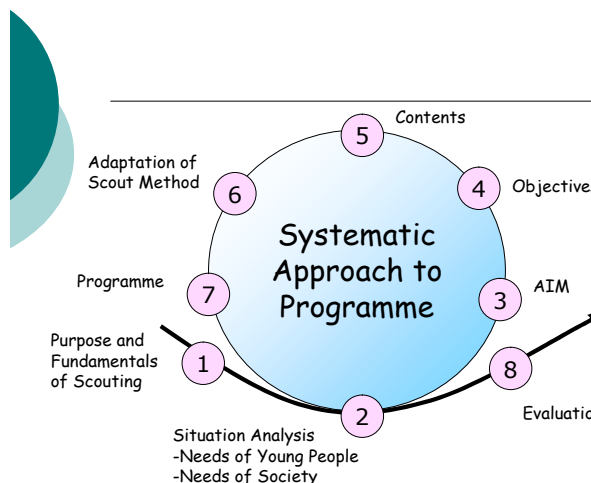 Contents
5
Adaptation of
Scout Method
6
4
Objective
Systematic
Approach to
Programme
Programme
7
3
AIM
Purpose and
Fundamentals
of Scouting
1
8
2
Evaluatio
Situation Analysis
-Needs of Young People
-Needs of Society